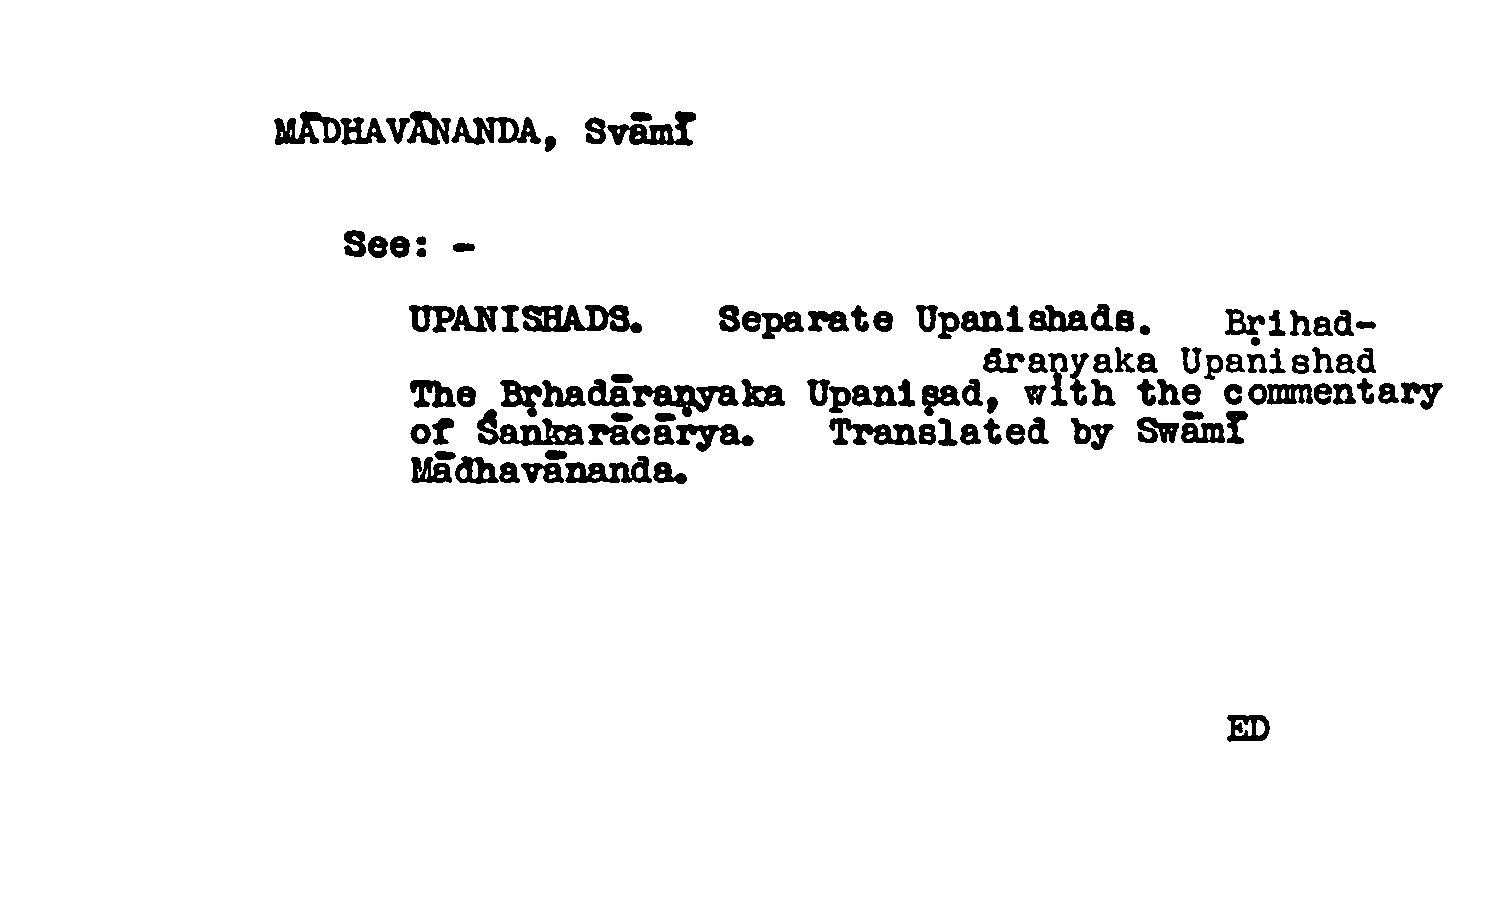 MĀDHAVĀNANDA, Svāmī
See: -
UPANISHADS. Separate Upanishads. Bṛihad-
āraṇyaka Upanishad
The Bṛhadāraṇyaka Upaniṣad, with the commentary
of Śaṅkarācārya. Translated by Swāmī
Mādhavānanda.
ED